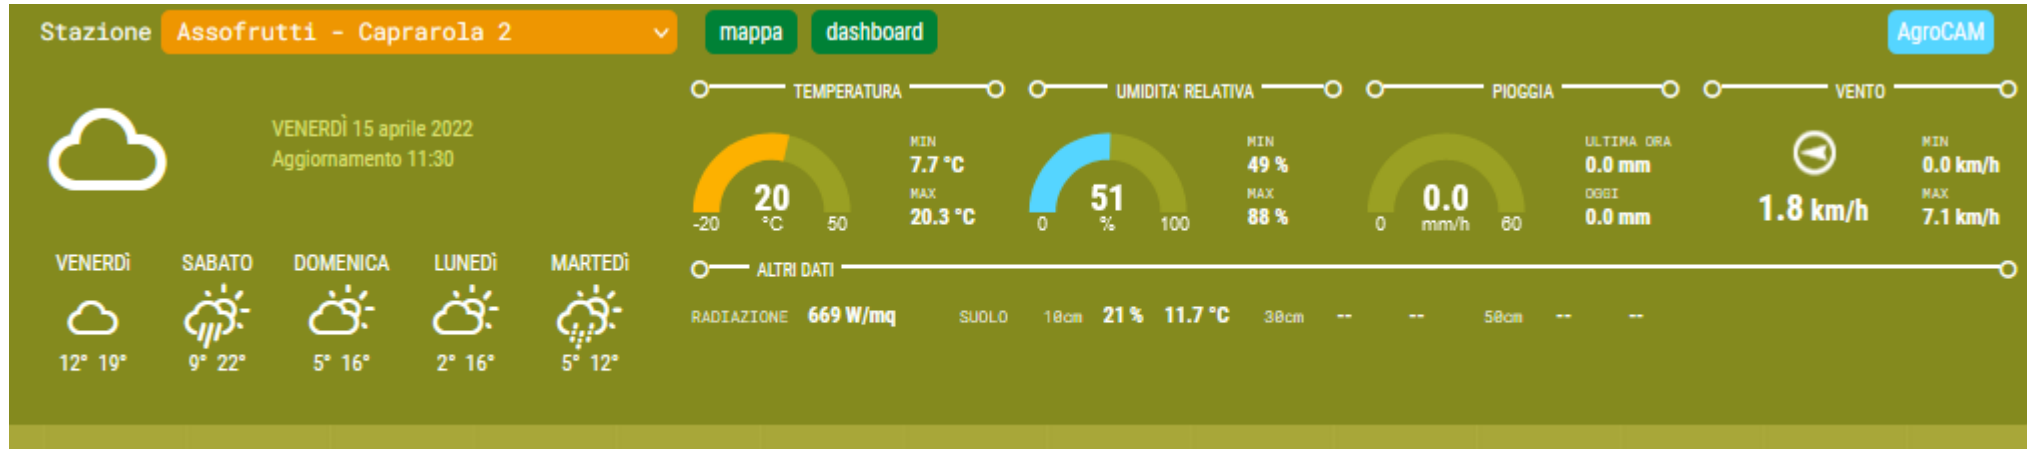 Stazione Assofrutti - Caprarola 2 mappa dashboard AgroCAM
VENERDÌ 15 aprile 2022
Aggiornamento 11:30
VENERDì SABATO DOMENICA LUNEDì MARTEDì
12° 19° 9° 22° 5° 16° 2° 16° 5° 12°
TEMPERATURA
20
°C
-20 50
MIN
7.7 °C
MAX
20.3 °C
UMIDITA' RELATIVA
51
%
0 100
MIN
49 %
MAX
88 %
PIOGGIA
0.0
mm/h
0 60
ULTIMA ORA
0.0 mm
OGGI
0.0 mm
VENTO
1.8 km/h
MIN
0.0 km/h
MAX
7.1 km/h
ALTRI DATI
RADIAZIONE 669 W/mq SUOLO 10cm 21 % 11.7 °C 30cm -- -- 50cm -- --